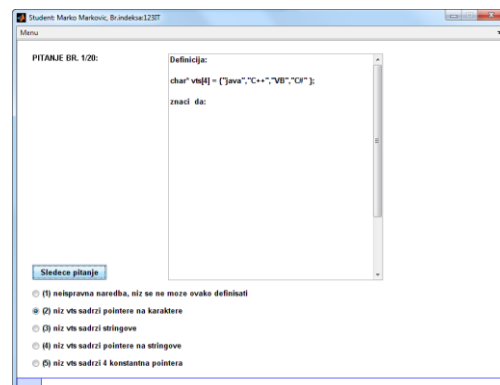 Student: Marko Markovic, Br.indeksa:123IT
Menu
PITANJE BR. 1/20:
Definicija:
char* vts[4] = {"java","C++","VB","C#" };
znaci da:
Sledece pitanje
(1) neispravna naredba, niz se ne moze ovako definisati
(2) niz vts sadrzi pointere na karaktere
(3) niz vts sadrzi stringove
(4) niz vts sadrzi pointere na stringove
(5) niz vts sadrzi 4 konstantna pointera